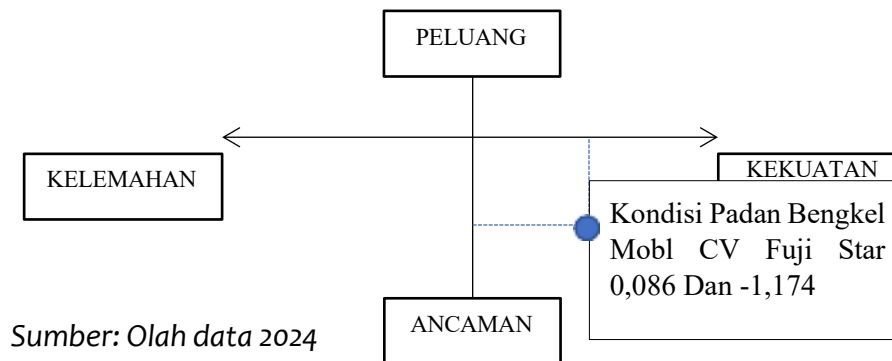 PELUANG
KELEMAHAN
KEKUATAN
Kondisi Padan Bengkel
Mobl CV Fuji Star
0,086 Dan -1,174
ANCAMAN
Sumber: Olah data 2024